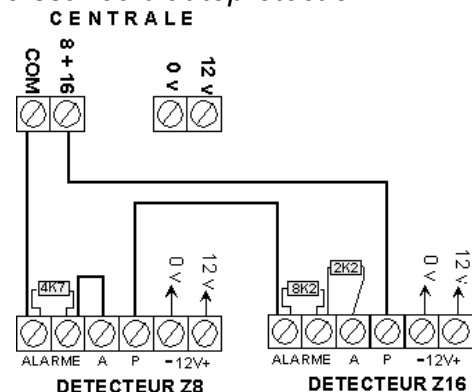 CENTRALE
COM
8 + 16
0 v
12 v
4K7
0 v
12 v
8K2
2K2
0 v
12 v
ALARME A P -12V+
ALARME A P -12V+
DETECTEUR Z8
DETECTEUR Z16